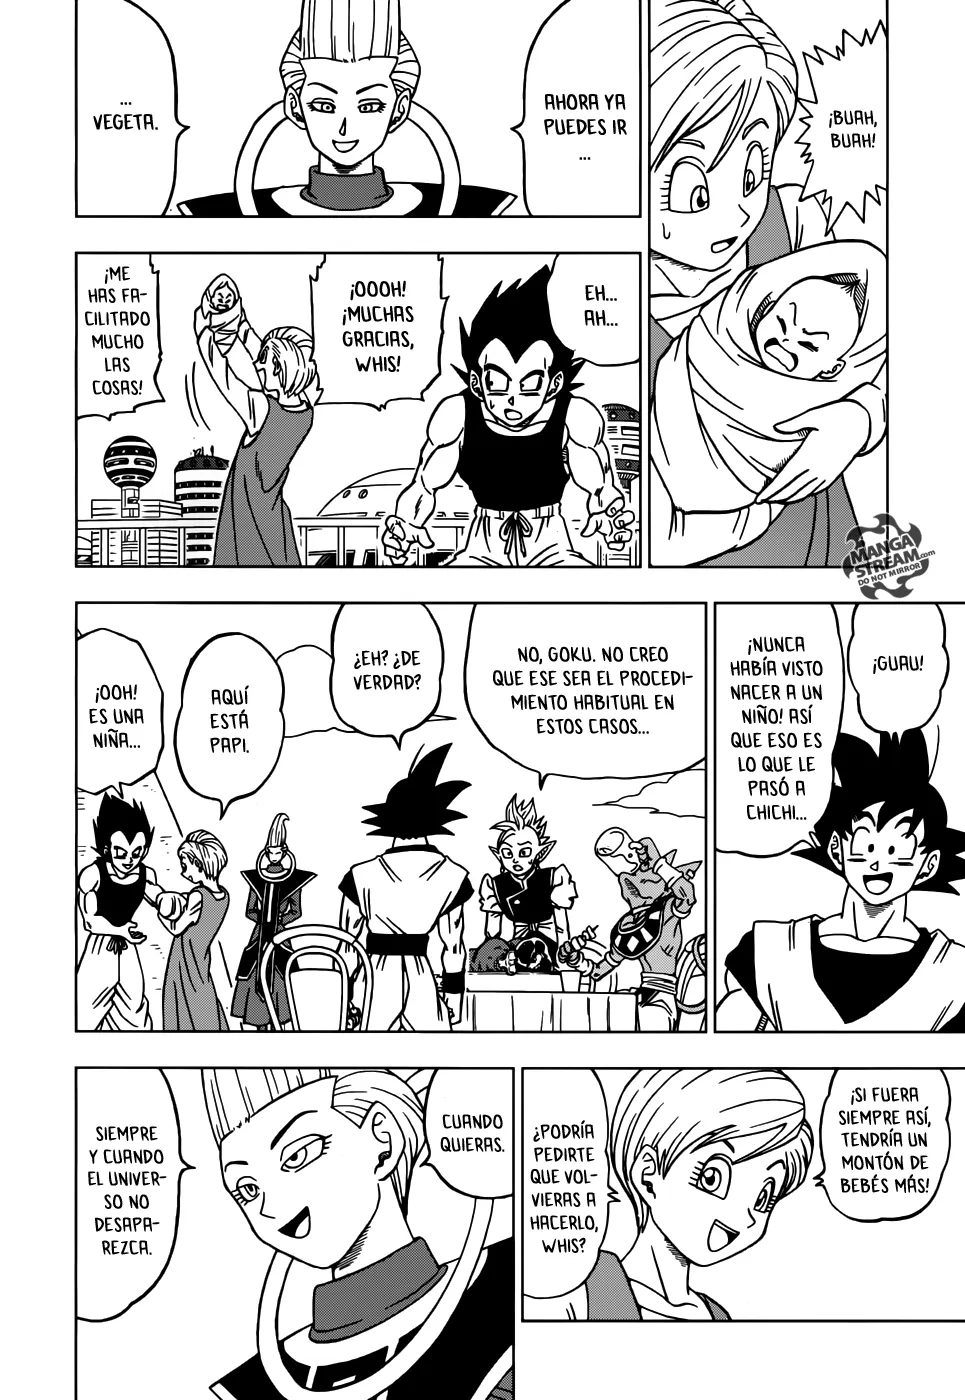 ¡BUAH,
BUAH!
AHORA YA
PUEDES IR
...
...
VEGETA.
EH...
AH...
¡OOOH!
¡MUCHAS
GRACIAS,
WHIS!
¡ME
HAS FA-
CILITADO
MUCHO
LAS
COSAS!
MANGA
STREAM.com
DO NOT MIRROR
¡GUAU!
¡NUNCA
HABÍA VISTO
NACER A UN
NIÑO! ASÍ
QUE ESO ES
LO QUE LE
PASÓ A
CHICHI...
NO, GOKU. NO CREO
QUE ESE SEA EL PROCEDI-
MIENTO HABITUAL EN
ESTOS CASOS...
¿EH? ¿DE
VERDAD?
AQUÍ
ESTÁ
PAPI.
¡OOH!
ES UNA
NIÑA...
¡SI FUERA
SIEMPRE ASÍ,
TENDRÍA UN
MONTÓN DE
BEBÉS MÁS!
¿PODRÍA
PEDIRTE
QUE VOL-
VIERAS A
HACERLO,
WHIS?
CUANDO
QUIERAS.
SIEMPRE
Y CUANDO
EL UNIVER-
SO NO
DESAPA-
REZCA.